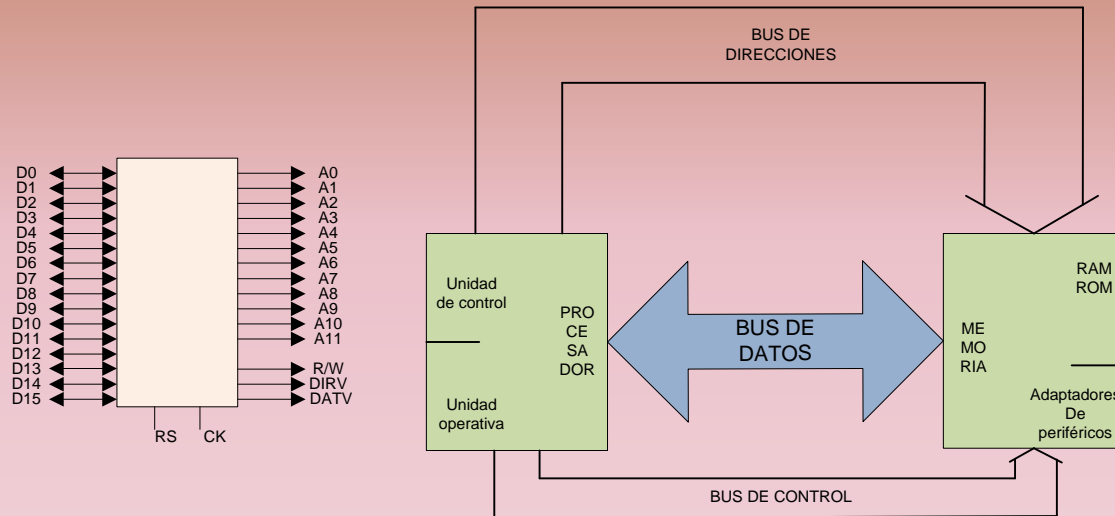 D0
D1
D2
D3
D4
D5
D6
D7
D8
D9
D10
D11
D12
D13
D14
D15
A0
A1
A2
A3
A4
A5
A6
A7
A8
A9
A10
A11
R/W
DIRV
DATV
RS CK
BUS DE
DIRECCIONES
Unidad
de control
Unidad
operativa
PRO
CE
SA
DOR
BUS DE
DATOS
ME
MO
RIA
RAM
ROM
Adaptadores
De
periféricos
BUS DE CONTROL